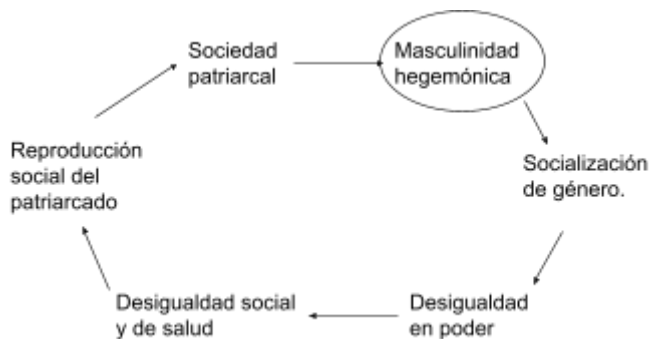 Sociedad
patriarcal
Masculinidad
hegemónica
Socialización
de género.
Desigualdad
en poder
Desigualdad social
y de salud
Reproducción
social del
patriarcado